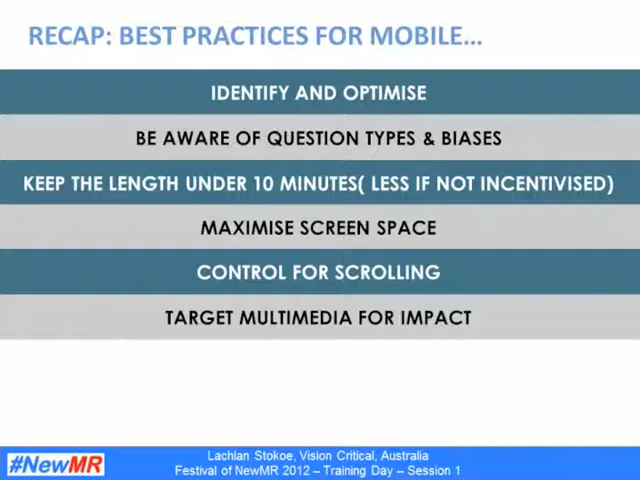 RECAP: BEST PRACTICES FOR MOBILE...
IDENTIFY AND OPTIMISE
BE AWARE OF QUESTION TYPES & BIASES
KEEP THE LENGTH UNDER 10 MINUTES( LESS IF NOT INCENTIVISED)
MAXIMISE SCREEN SPACE
CONTROL FOR SCROLLING
TARGET MULTIMEDIA FOR IMPACT
#NewMR
Lachlan Stokoe, Vision Critical, Australia
Festival of NewMR 2012 – Training Day – Session 1